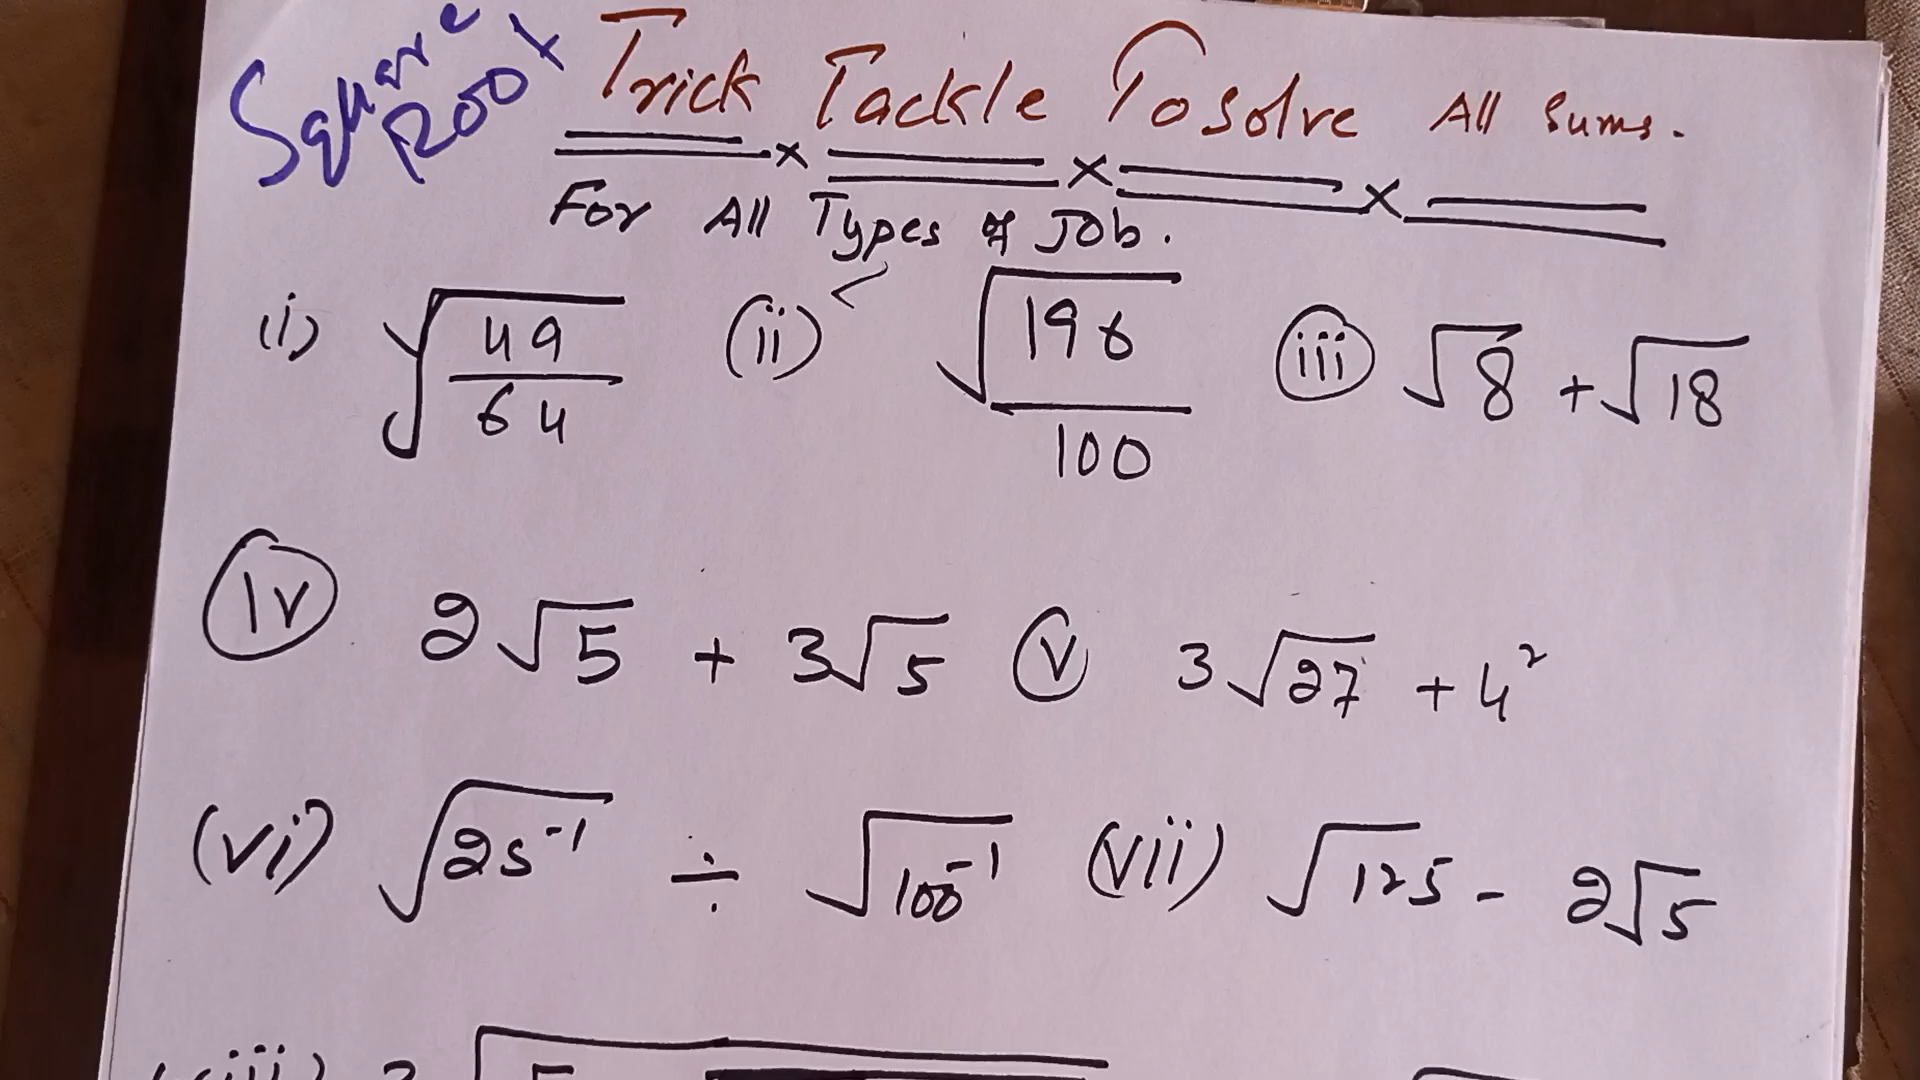 Square Root
Trick Tackle To solve All Sums.
For All Types of Job.
(i) √49/64 (ii) √196/100 (iii) √8 + √18
(iv) 2√5 + 3√5 (v) 3√27 + 4²
(vi) √25⁻¹ ÷ √100⁻¹ (vii) √125 - 2√5